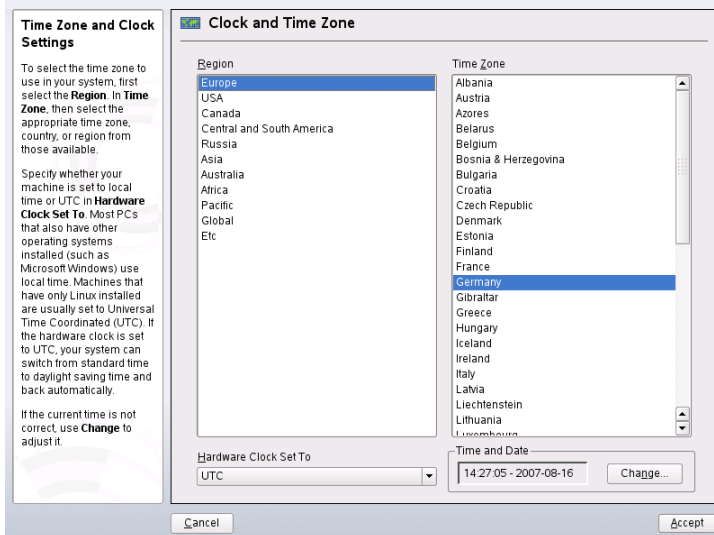 Time Zone and Clock
Settings
To select the time zone to
use in your system, first
select the Region. In Time
Zone, then select the
appropriate time zone,
country, or region from
those available.
Specify whether your
machine is set to local
time or UTC in Hardware
Clock Set To. Most PCs
that also have other
operating systems
installed (such as
Microsoft Windows) use
local time. Machines that
have only Linux installed
are usually set to Universal
Time Coordinated (UTC). If
the hardware clock is set
to UTC, your system can
switch from standard time
to daylight saving time and
back automatically.
If the current time is not
correct, use Change to
adjust it.
Clock and Time Zone
Region
Europe
USA
Canada
Central and South America
Russia
Asia
Australia
Africa
Pacific
Global
Etc
Time Zone
Albania
Austria
Azores
Belarus
Belgium
Bosnia & Herzegovina
Bulgaria
Croatia
Czech Republic
Denmark
Estonia
Finland
France
Germany
Gibraltar
Greece
Hungary
Iceland
Ireland
Italy
Latvia
Liechtenstein
Lithuania
Luxembourg
Hardware Clock Set To
UTC
Time and Date
14:27:05 - 2007-08-16
Change...
Cancel
Accept